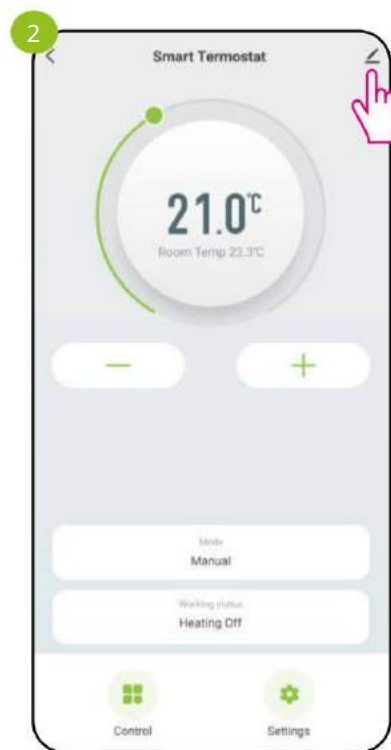 2
Smart Termostat
21.0°C
Room Temp 23.3°C
Mode
Manual
Working status
Heating Off
Control
Settings